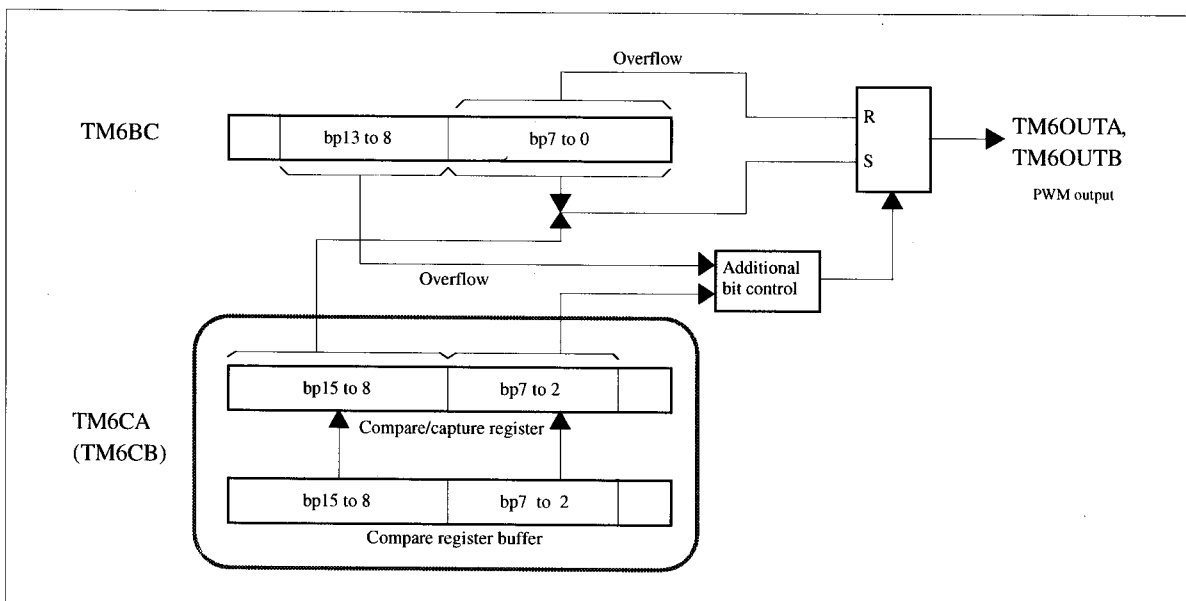 Overflow
TM6BC
bp13 to 8
bp7 to 0
R
S
TM6OUTA,
TM6OUTB
PWM output
Overflow
Additional
bit control
TM6CA
(TM6CB)
bp15 to 8
bp7 to 2
Compare/capture register
bp15 to 8
bp7 to 2
Compare register buffer